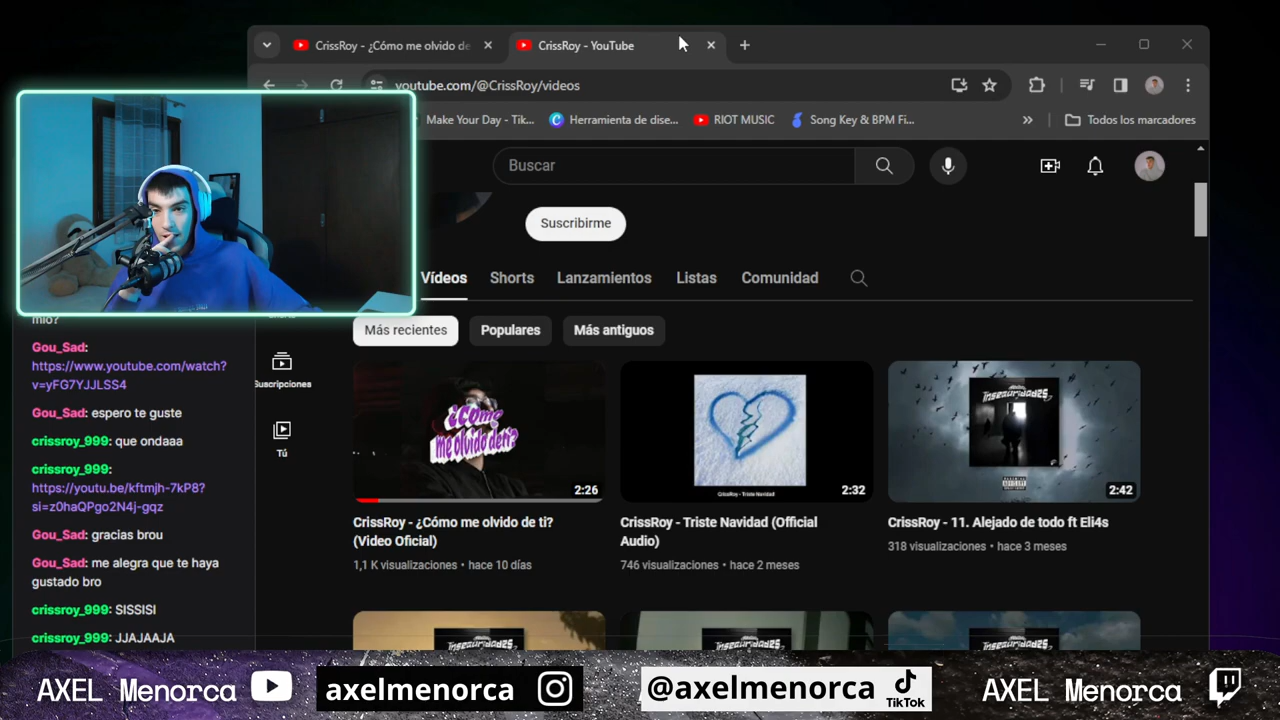 CrissRoy - ¿Cómo me olvido de
CrissRoy - YouTube
youtube.com/@CrissRoy/videos
Make Your Day - Tik...
Herramienta de dise...
RIOT MUSIC
Song Key & BPM Fi...
Todos los marcadores
Buscar
Suscribirme
Vídeos
Shorts
Lanzamientos
Listas
Comunidad
Más recientes
Populares
Más antiguos
Suscripciones
Tú
mio?
Gou_Sad:
https://www.youtube.com/watch?
v=yFG7YJJLSS4
Gou_Sad: espero te guste
crissroy_999: que ondaaa
crissroy_999:
https://youtu.be/kftmjh-7kP8?
si=z0haQPgo2N4j-gqz
Gou_Sad: gracias brou
Gou_Sad: me alegra que te haya
gustado bro
crissroy_999: SISSISI
crissroy_999: JJAJAAJA
¿Cómo
me olvido de ti?
2:26
CrissRoy - Triste Navidad
2:32
Inseguridades
2:42
CrissRoy - ¿Cómo me olvido de ti?
(Video Oficial)
1,1 K visualizaciones • hace 10 días
CrissRoy - Triste Navidad (Official
Audio)
746 visualizaciones • hace 2 meses
CrissRoy - 11. Alejado de todo ft Eli4s
318 visualizaciones • hace 3 meses
AXEL Menorca
axelmenorca
@axelmenorca
TikTok
AXEL Menorca